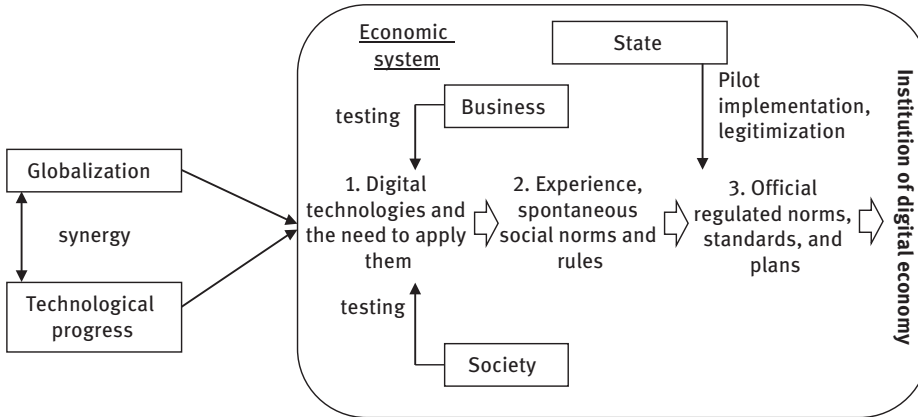 Economic
system
State
Pilot
implementation,
legitimization
testing
Business
Globalization
synergy
Technological
progress
1. Digital
technologies and
the need to apply
them
2. Experience,
spontaneous
social norms and
rules
3. Official
regulated norms,
standards, and
plans
testing
Society
Institution of digital economy